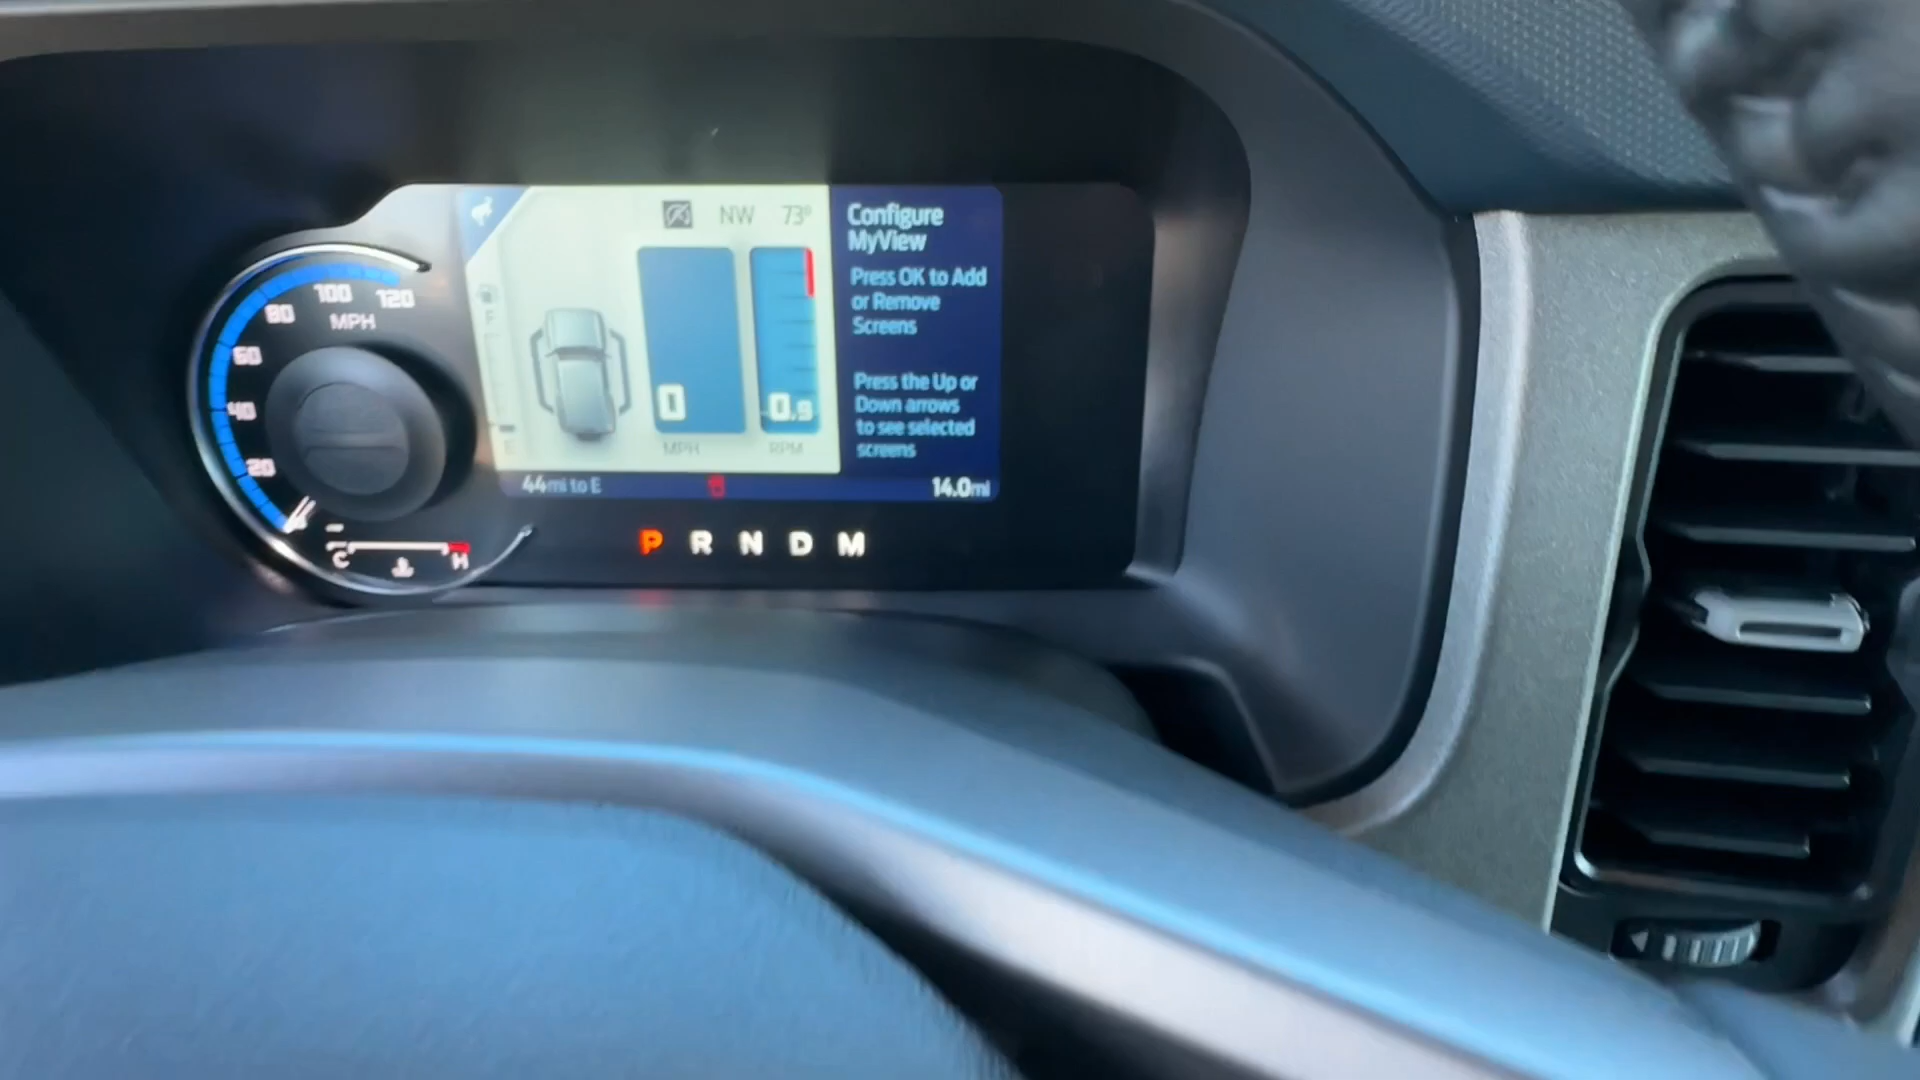 100
120
80
MPH
60
40
20
C
H
F
E
NW 73°
0
0.9
MPH
RPM
Configure
MyView
Press OK to Add
or Remove
Screens
Press the Up or
Down arrows
to see selected
screens
44mi to E
14.0mi
P R N D M